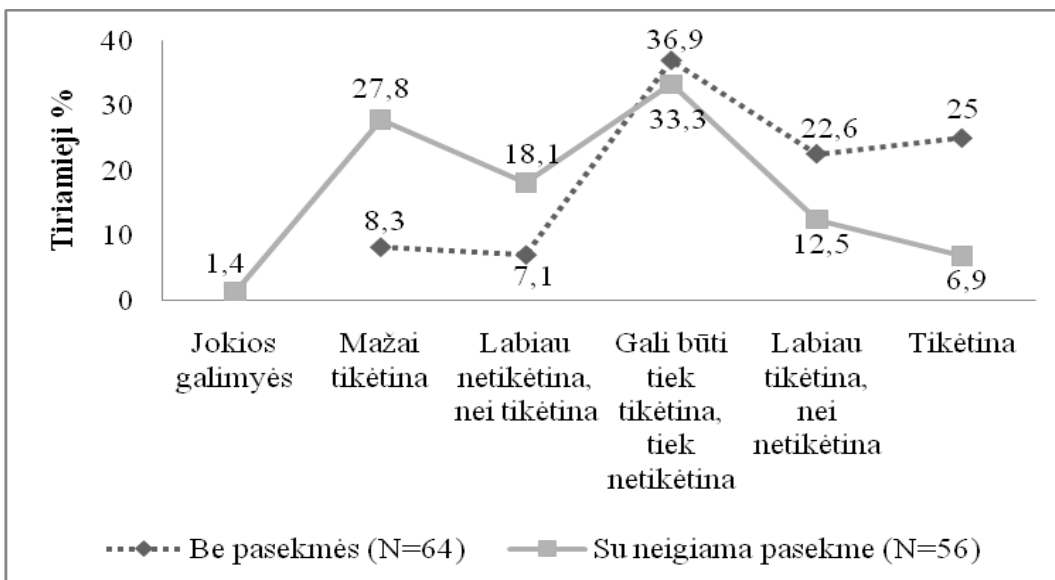 Tiriamieji %
40
30
20
10
0
1,4
27,8
8,3
18,1
7,1
36,9
33,3
22,6
12,5
25
6,9
Jokios
galimyės
Mažai
tikėtina
Labiau
netikėtina,
nei tikėtina
Gali būti
tiek
tikėtina,
tiek
netikėtina
Labiau
tikėtina,
nei
netikėtina
Tikėtina
Be pasekmės (N=64)
Su neigiama pasekme (N=56)